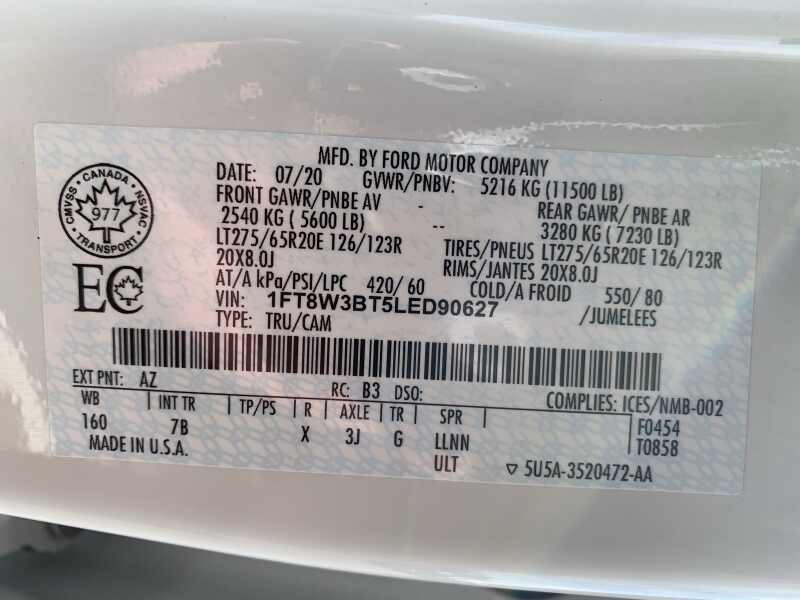 MFD. BY FORD MOTOR COMPANY
DATE: 07/20 GVWR/PNBV: 5216 KG (11500 LB)
FRONT GAWR/PNBE AV - REAR GAWR/ PNBE AR
2540 KG ( 5600 LB) -- 3280 KG ( 7230 LB)
LT275/65R20E 126/123R TIRES/PNEUS LT275/65R20E 126/123R
20X8.0J RIMS/JANTES 20X8.0J
AT/A kPa/PSI/LPC 420/ 60 COLD/A FROID 550/ 80
VIN: 1FT8W3BT5LED90627 /JUMELEES
TYPE: TRU/CAM
CMVSS · CANADA · NSVAC
977
TRANSPORT
EC
EXT PNT: AZ RC: B3 DSO: COMPLIES: ICES/NMB-002
WB INT TR TP/PS R AXLE TR SPR F0454
160 7B X 3J G LLNN T0858
MADE IN U.S.A. ULT ▽ 5U5A-3520472-AA